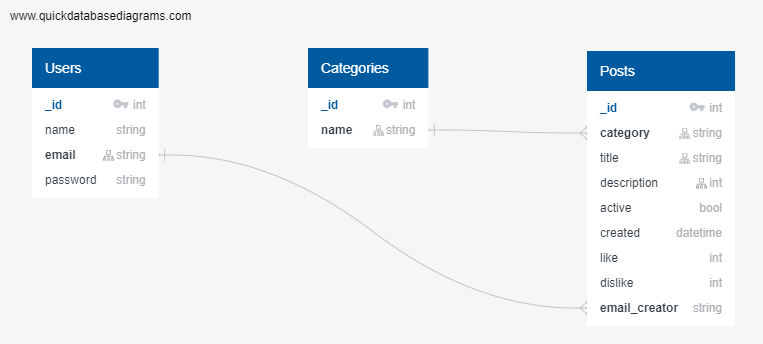 www.quickdatabasediagrams.com
Users
_id int
name string
email string
password string
Categories
_id int
name string
Posts
_id int
category string
title string
description int
active bool
created datetime
like int
dislike int
email_creator string